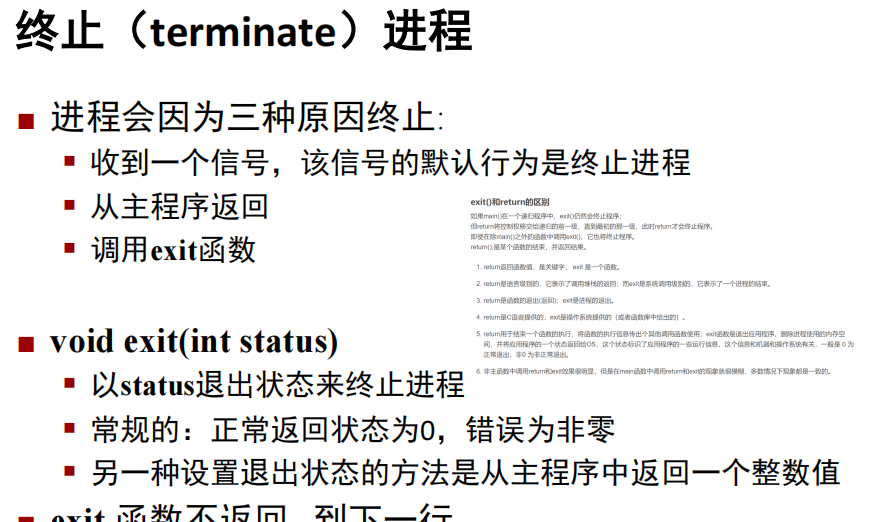 终止（terminate）进程
进程会因为三种原因终止:
收到一个信号，该信号的默认行为是终止进程
从主程序返回
调用exit函数
exit()和return的区别
如果main()在一个递归程序中，exit()仍然会终止程序;
但return将控制权移交给递归的前一级，直到最初的那一级，此时return才会终止程序。
即使在除main()之外的函数中调用exit()，它也将终止程序。
return();是某个函数的结束，并返回结果。
1. return返回函数值，是关键字； exit 是一个函数。
2. return是语言级别的，它表示了调用堆栈的返回；而exit是系统调用级别的，它表示了一个进程的结束。
3. return是函数的退出(返回)；exit是进程的退出。
4. return是C语言提供的，exit是操作系统提供的（或者函数库中给出的）。
5. return用于结束一个函数的执行，将函数的执行信息传出个其他调用函数使用；exit函数是退出应用程序，删除进程使用的内存空
间，并将应用程序的一个状态返回给OS，这个状态标识了应用程序的一些运行信息，这个信息和机器和操作系统有关，一般是 0 为
正常退出，非0 为非正常退出。
6. 非主函数中调用return和exit效果很明显，但是在main函数中调用return和exit的现象就很模糊，多数情况下现象都是一致的。
void exit(int status)
以status退出状态来终止进程
常规的：正常返回状态为0，错误为非零
另一种设置退出状态的方法是从主程序中返回一个整数值
exit 函数不返回 到下一行